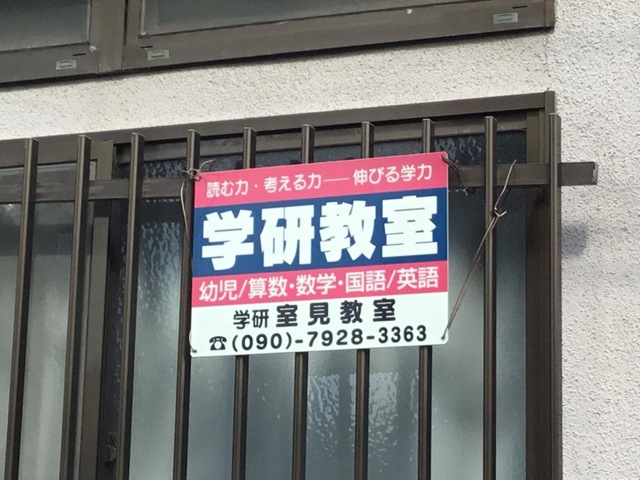 読む力・考える力──伸びる学力
学研教室
幼児/算数・数学・国語/英語
学研 室見教室
☎(090)-7928-3363